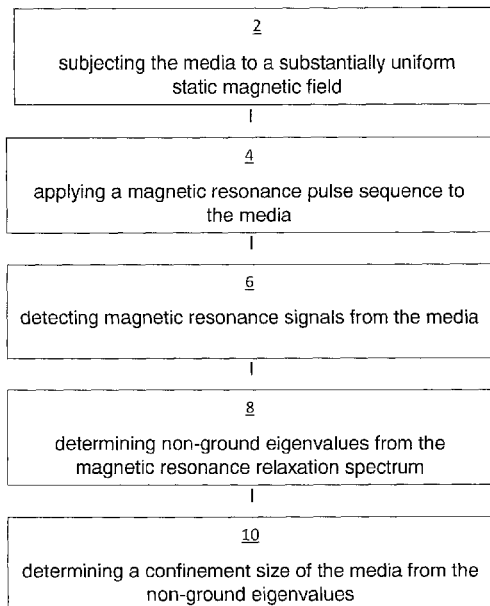 2
subjecting the media to a substantially uniform
static magnetic field
4
applying a magnetic resonance pulse sequence to
the media
6
detecting magnetic resonance signals from the media
8
determining non-ground eigenvalues from the
magnetic resonance relaxation spectrum
10
determining a confinement size of the media from the
non-ground eigenvalues